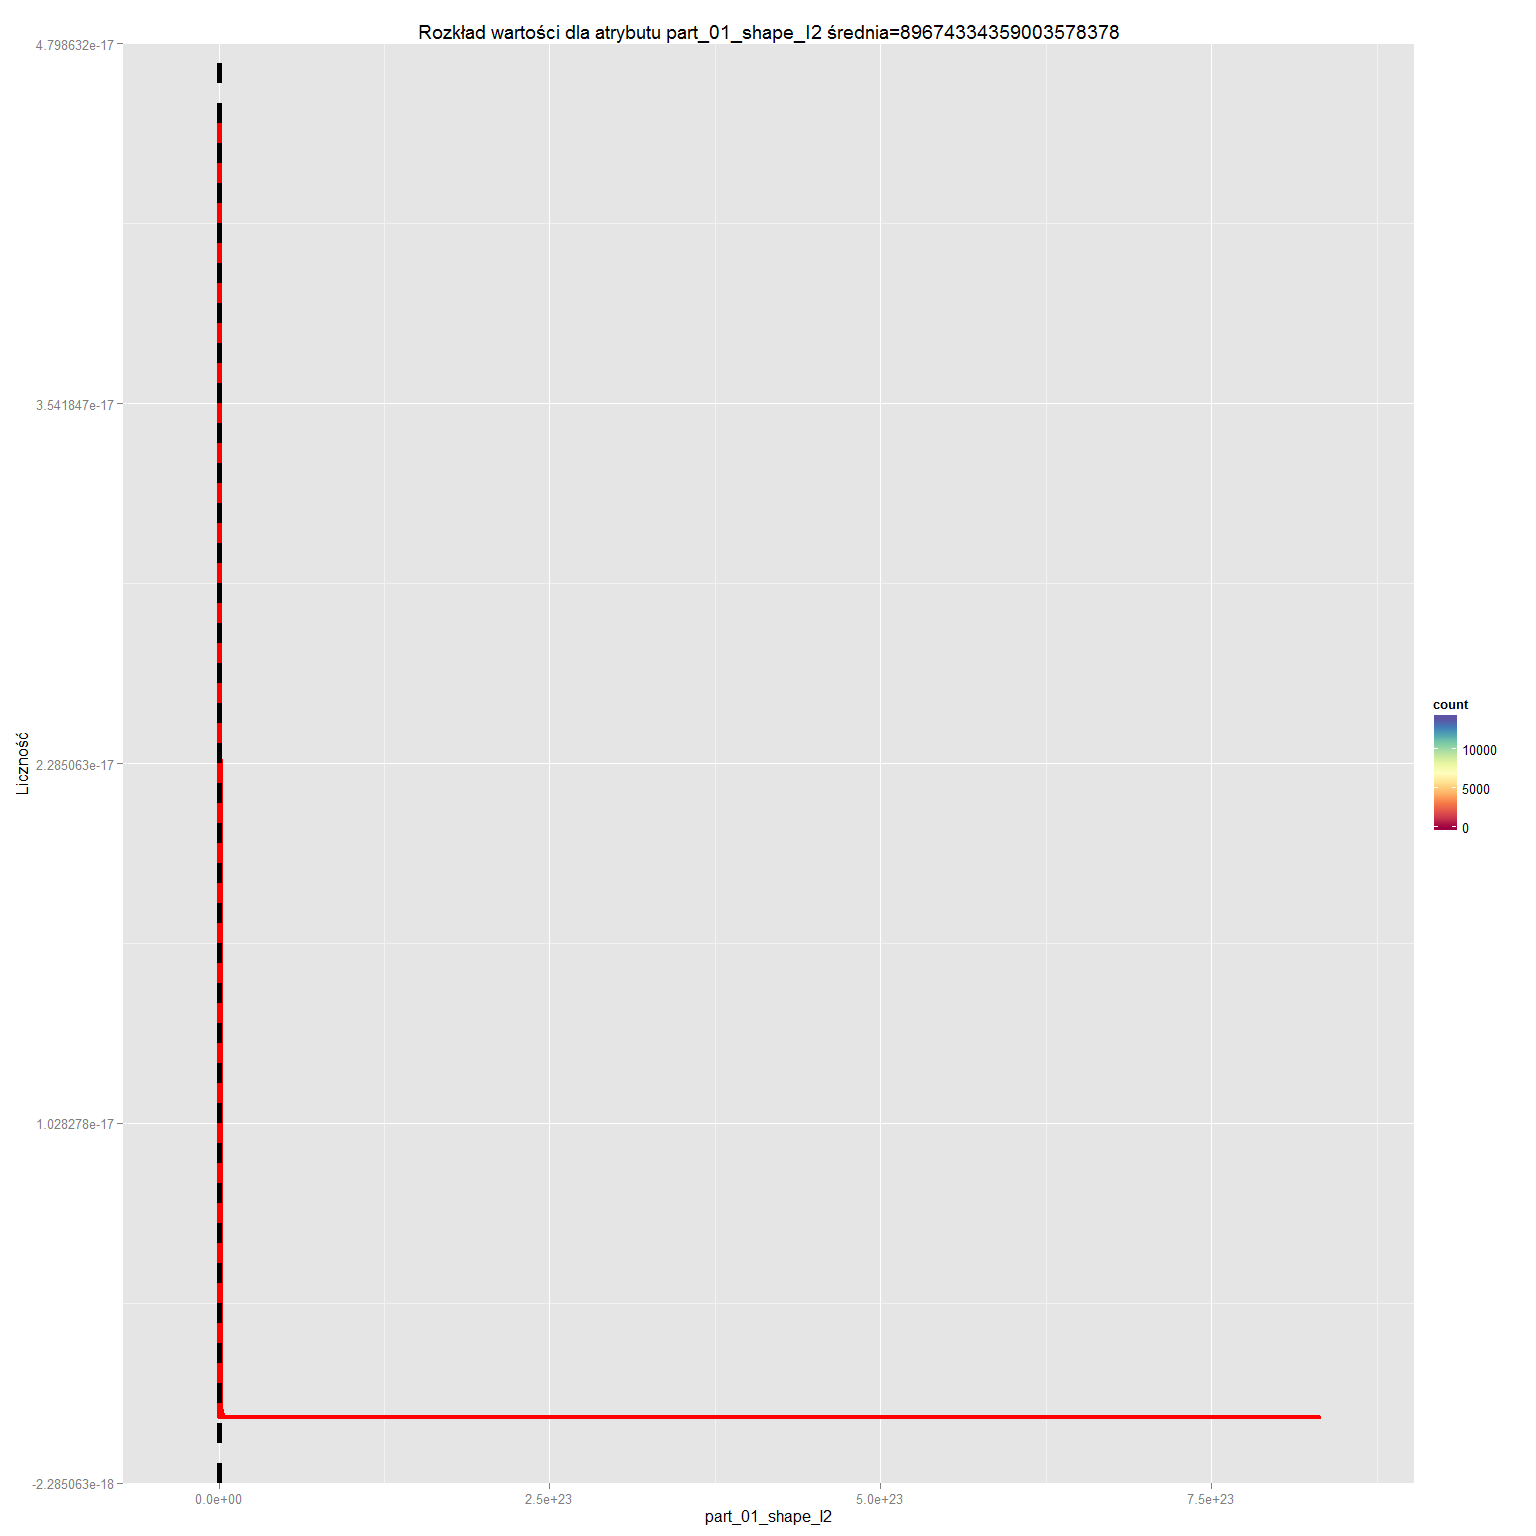 Rozkład wartości dla atrybutu part_01_shape_I2 średnia=89674334359003578378
4.798632e-17
3.541847e-17
2.285063e-17
1.028278e-17
-2.285063e-18
Liczność
0.0e+00
2.5e+23
5.0e+23
7.5e+23
part_01_shape_I2
count
10000
5000
0